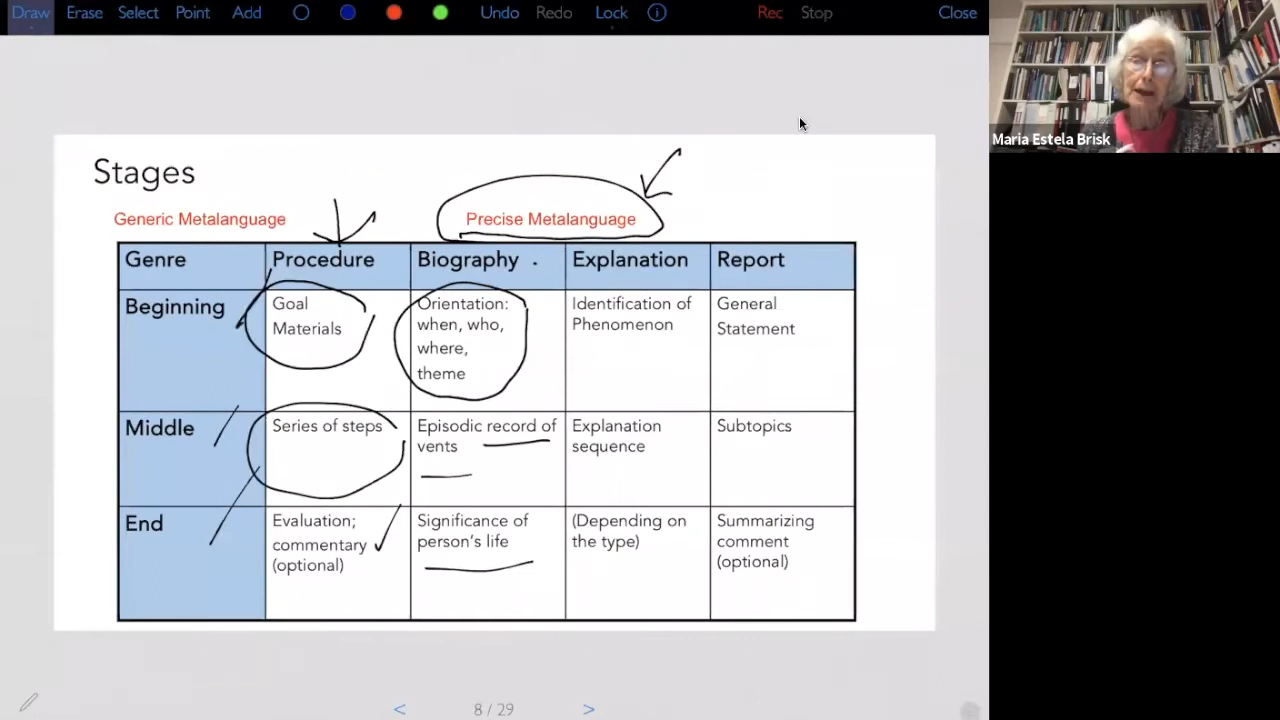 Draw Erase Select Point Add Undo Redo Lock Rec Stop Close
Maria Estela Brisk
Stages
Generic Metalanguage
Precise Metalanguage
Genre Procedure Biography Explanation Report
Beginning
Goal
Materials
Orientation:
when, who,
where,
theme
Identification of
Phenomenon
General
Statement
Middle
Series of steps
Episodic record of
vents
Explanation
sequence
Subtopics
End
Evaluation;
commentary
(optional)
Significance of
person's life
(Depending on
the type)
Summarizing
comment
(optional)
< 8 / 29 >